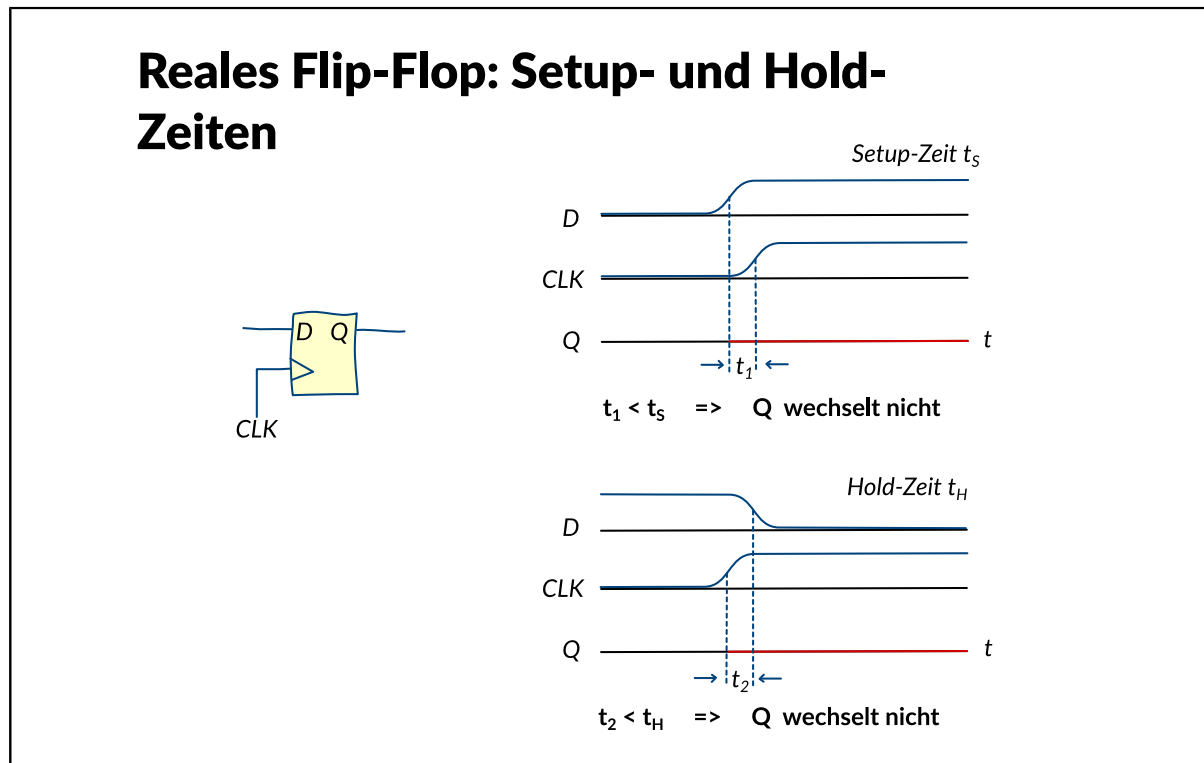 Reales Flip-Flop: Setup- und Hold-
Zeiten
D Q
CLK
Setup-Zeit tS
D
CLK
Q t
t1
t1 < tS => Q wechselt nicht
Hold-Zeit tH
D
CLK
Q t
t2
t2 < tH => Q wechselt nicht